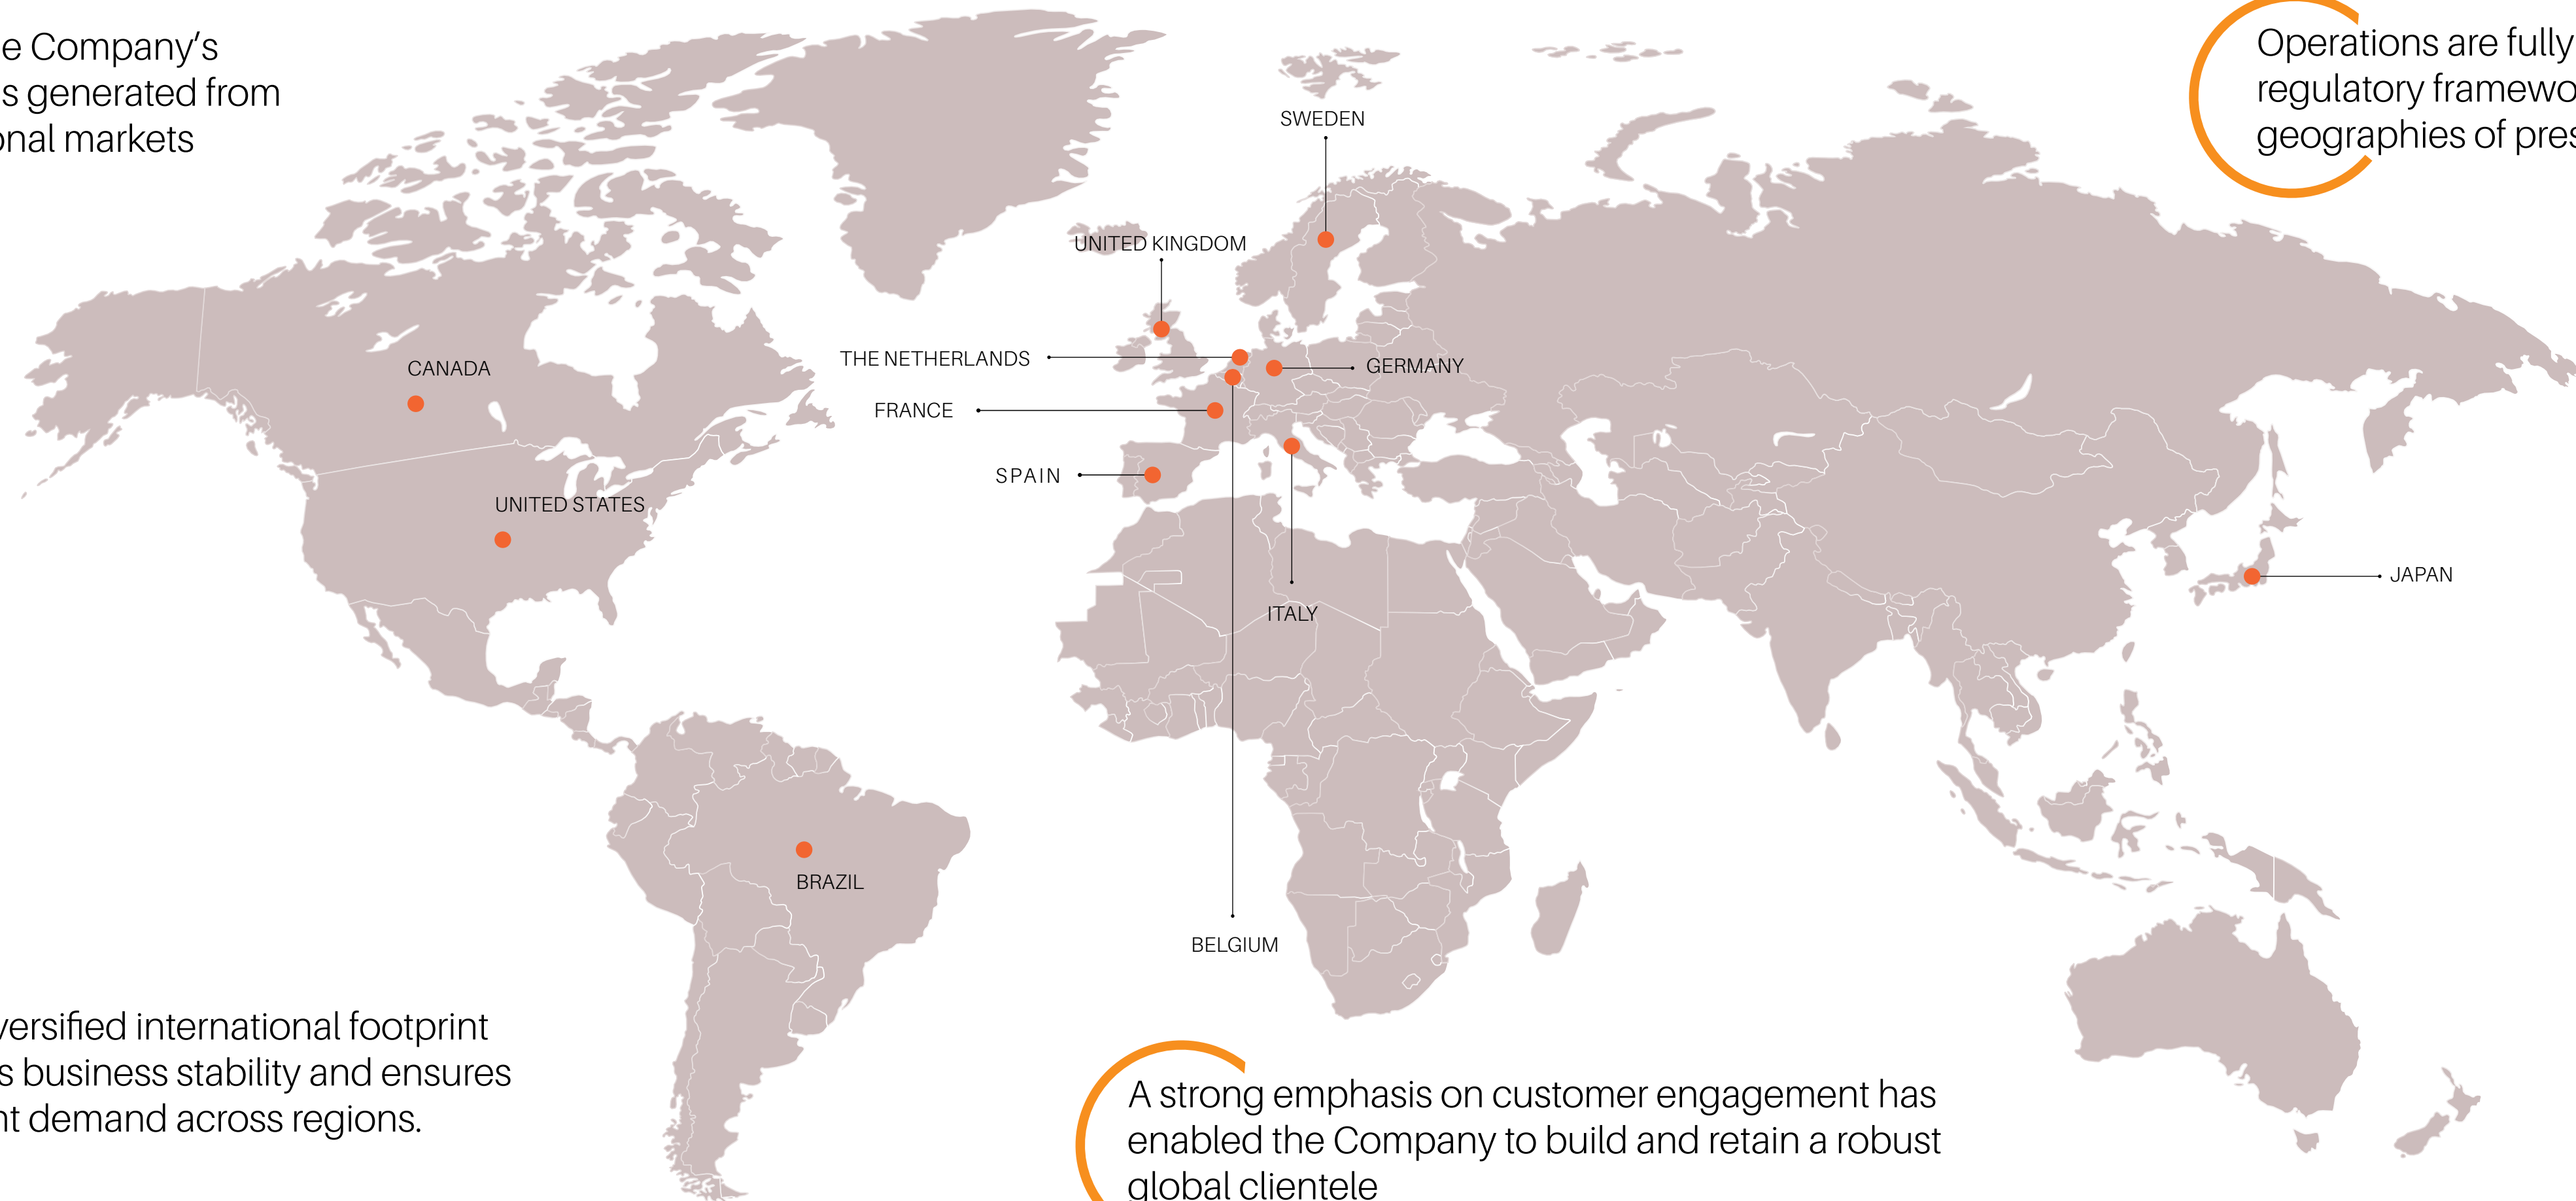 e Company’s
s generated from
onal markets
Operations are fully
regulatory framewo
geographies of pres
SWEDEN
UNITED KINGDOM
THE NETHERLANDS
GERMANY
CANADA
FRANCE
SPAIN
UNITED STATES
JAPAN
ITALY
BRAZIL
BELGIUM
versified international footprint
s business stability and ensures
nt demand across regions.
A strong emphasis on customer engagement has
enabled the Company to build and retain a robust
global clientele